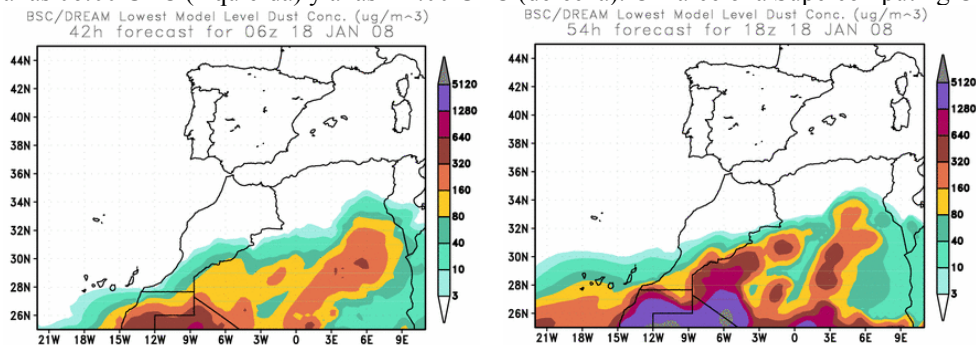 BSC/DREAM Lowest Model Level Dust Conc. (ug/m^3)
42h forecast for 06z 18 JAN 08
44N
42N
40N
38N
36N
34N
32N
30N
28N
26N
21W 18W 15W 12W 9W 6W 3W 0 3E 6E 9E
5120
1280
640
320
160
80
40
10
3
BSC/DREAM Lowest Model Level Dust Conc. (ug/m^3)
54h forecast for 18z 18 JAN 08
44N
42N
40N
38N
36N
34N
32N
30N
28N
26N
21W 18W 15W 12W 9W 6W 3W 0 3E 6E 9E
5120
1280
640
320
160
80
40
10
3